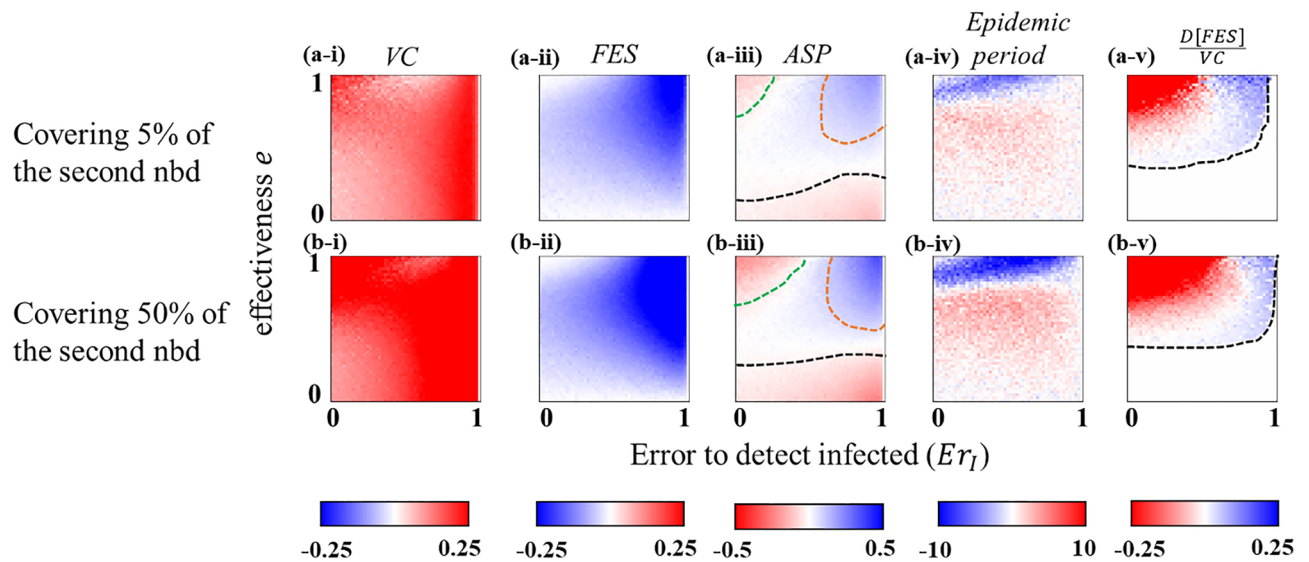 (a-i) VC
(a-ii) FES
(a-iii) ASP
(a-iv) Epidemic
period
(a-v) D[FES]
VC
Covering 5% of
the second nbd
1
0
effectiveness e
(b-i)
(b-ii)
(b-iii)
(b-iv)
(b-v)
Covering 50% of
the second nbd
1
0
0 1 0 1 0 1 0 1 0 1
Error to detect infected (Er_I)
-0.25 0.25
-0.25 0.25
-0.5 0.5
-10 10
-0.25 0.25